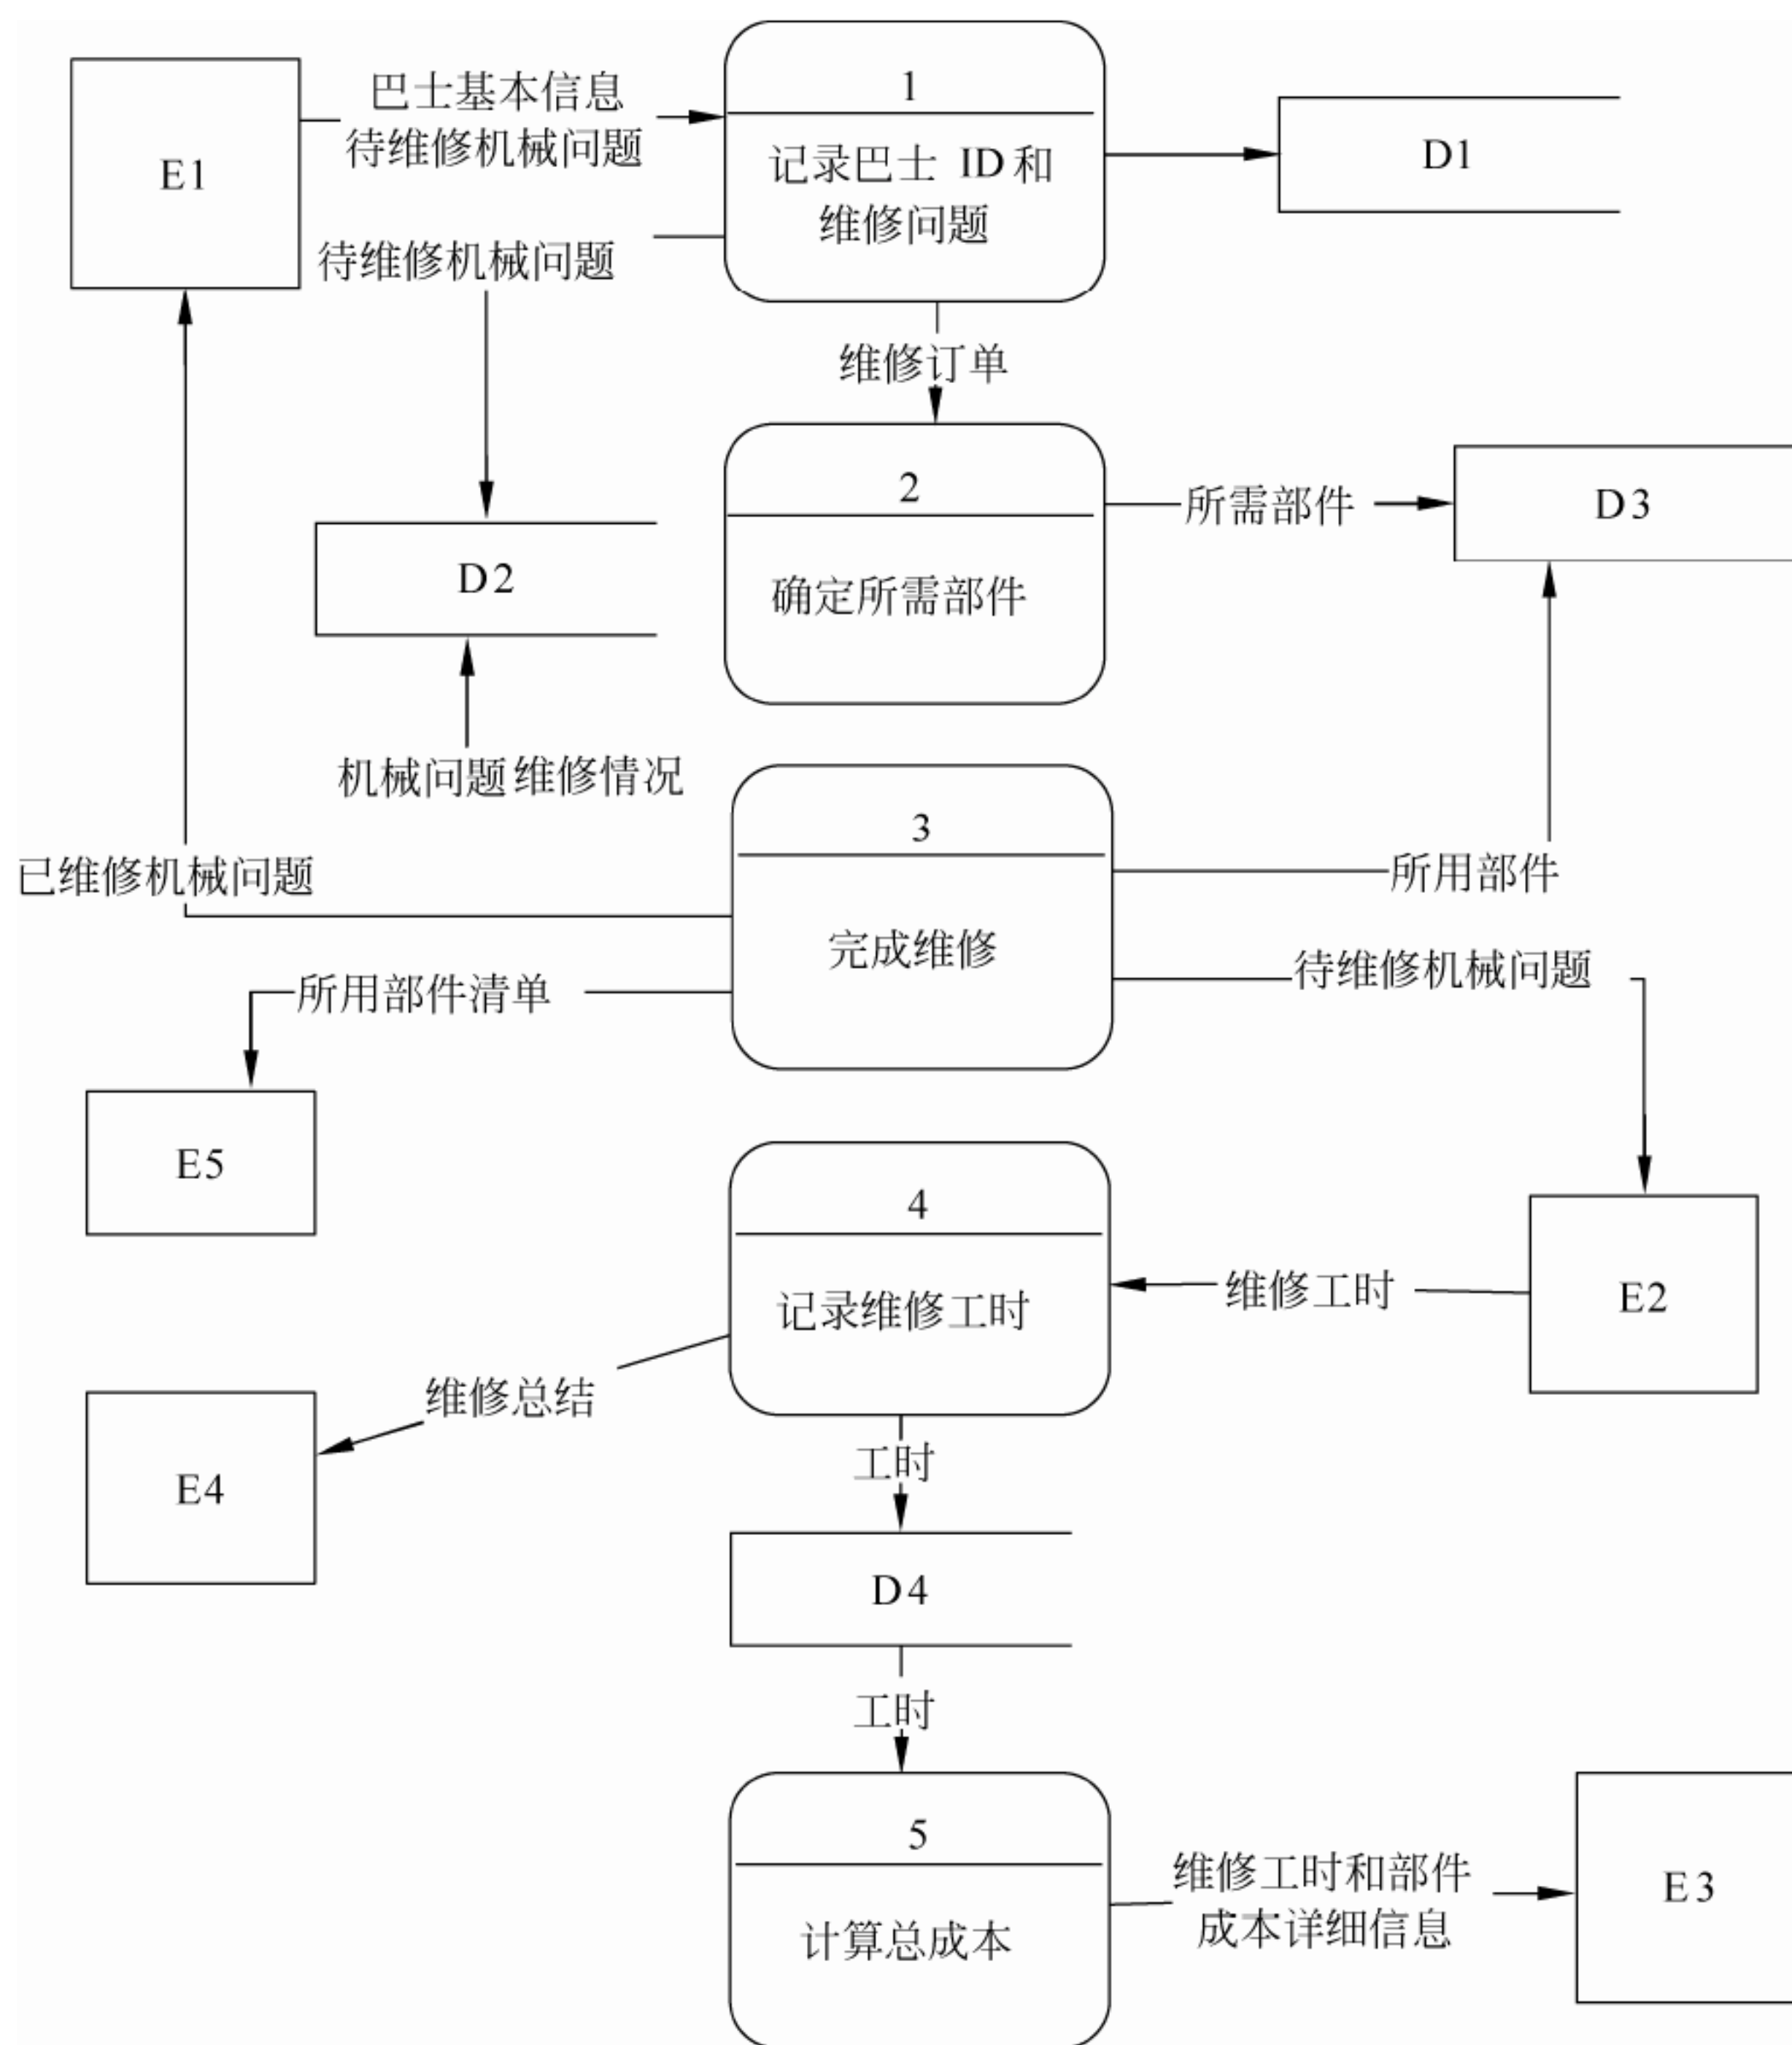 1
巴士基本信息
待维修机械问题
E1
记录巴士 ID 和
维修问题
D1
待维修机械问题
维修订单
2
所需部件
D3
D2
确定所需部件
机械问题维修情况
3
已维修机械问题
所用部件
完成维修
待维修机械问题
所用部件清单
E5
4
维修工时
E2
记录维修工时
维修总结
E4
工时
D4
工时
5
维修工时和部件
成本详细信息
E3
计算总成本